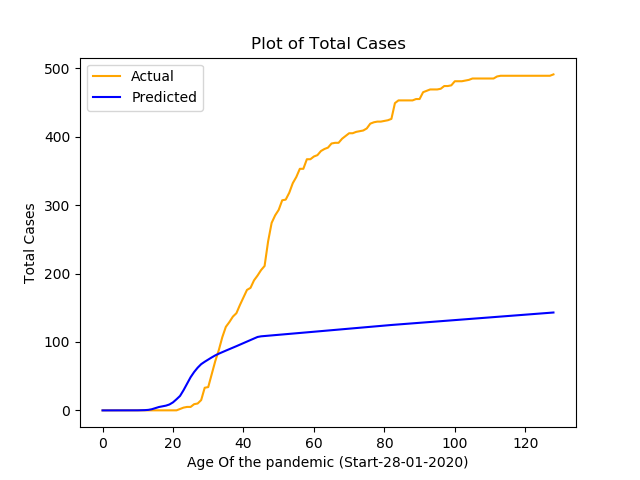 Plot of Total Cases
Actual
Predicted
500
400
300
200
100
0
Total Cases
0 20 40 60 80 100 120
Age Of the pandemic (Start-28-01-2020)